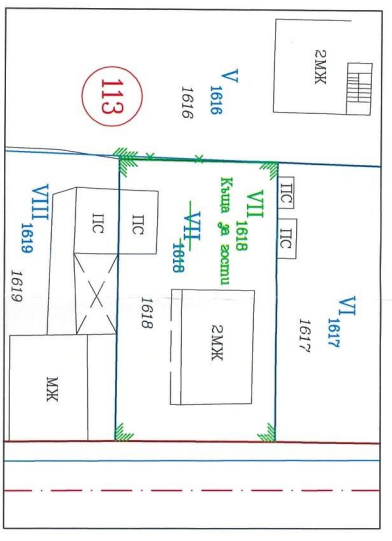 2МЖ
V
1616
1616
113
ПС
ПС
VI
1617
1617
VII
1618
Къща за гости
VII
1618
1618
2МЖ
ПС
ПС
VIII
1619
1619
МЖ